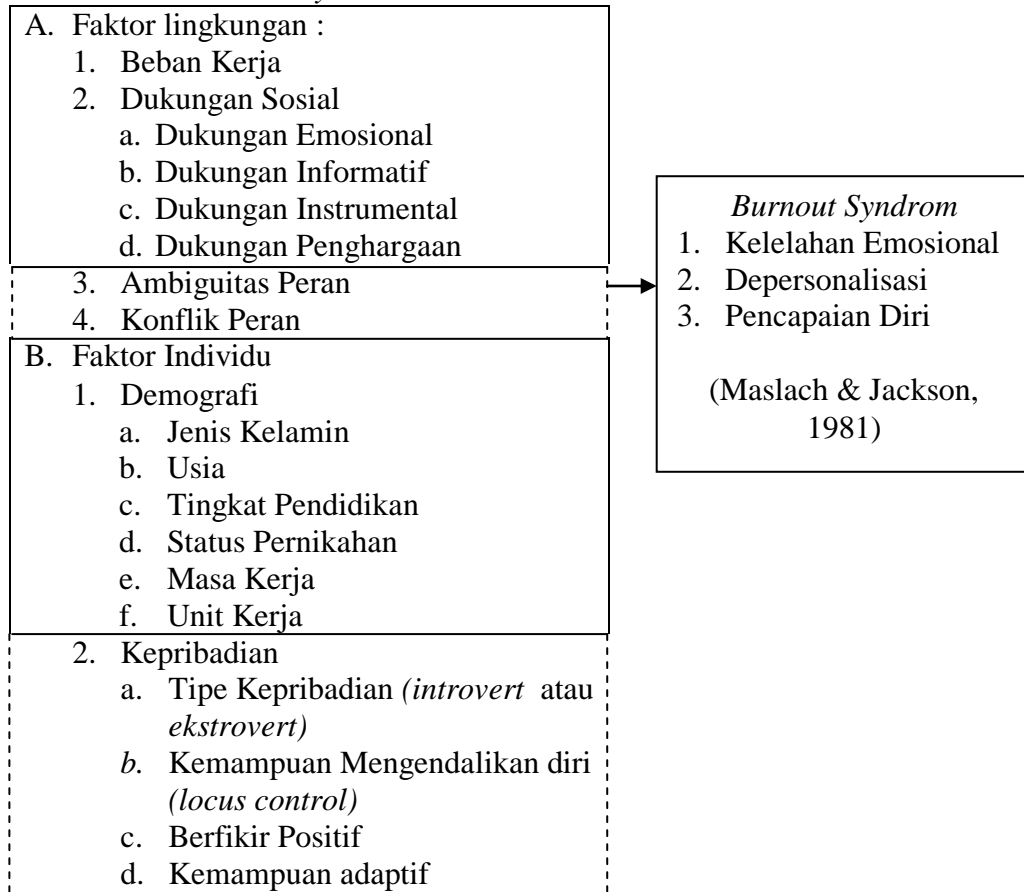 A. Faktor lingkungan :
1. Beban Kerja
2. Dukungan Sosial
a. Dukungan Emosional
b. Dukungan Informatif
c. Dukungan Instrumental
d. Dukungan Penghargaan
3. Ambiguitas Peran
4. Konflik Peran
B. Faktor Individu
1. Demografi
a. Jenis Kelamin
b. Usia
c. Tingkat Pendidikan
d. Status Pernikahan
e. Masa Kerja
f. Unit Kerja
2. Kepribadian
a. Tipe Kepribadian (introvert atau
ekstrovert)
b. Kemampuan Mengendalikan diri
(locus control)
c. Berfikir Positif
d. Kemampuan adaptif
Burnout Syndrom
1. Kelelahan Emosional
2. Depersonalisasi
3. Pencapaian Diri
(Maslach & Jackson,
1981)